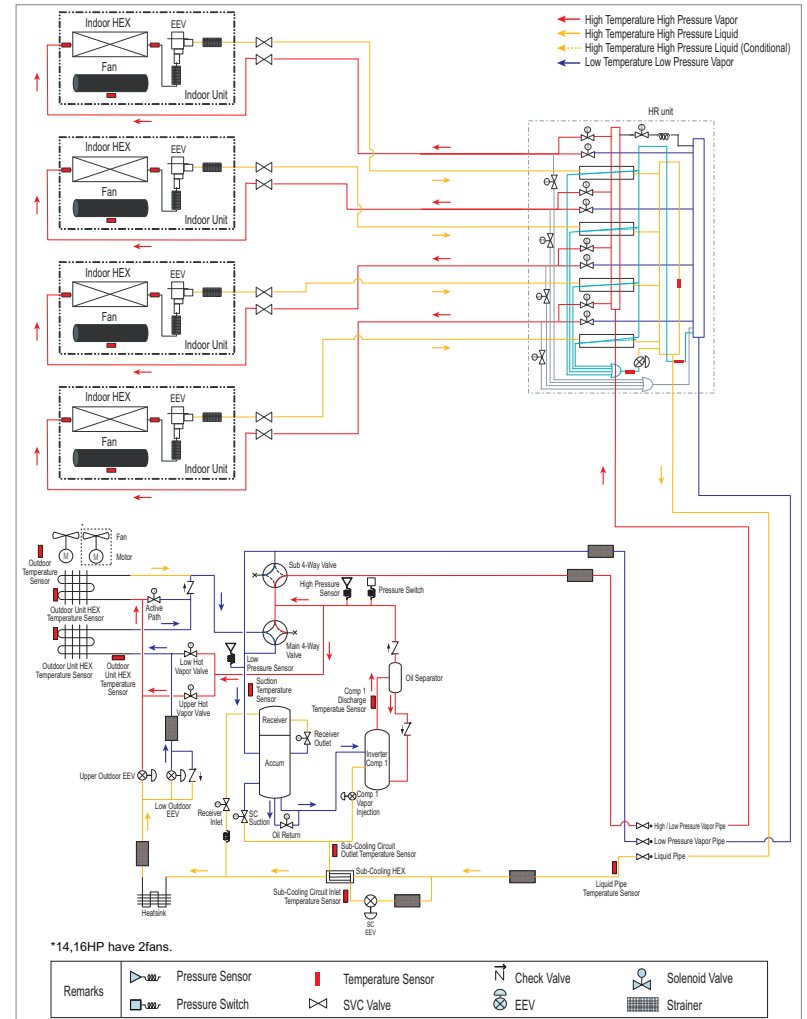 High Temperature High Pressure Vapor
High Temperature High Pressure Liquid
High Temperature High Pressure Liquid (Conditional)
Low Temperature Low Pressure Vapor
Indoor HEX
EEV
Fan
Indoor Unit
Indoor HEX
EEV
Fan
Indoor Unit
Indoor HEX
EEV
Fan
Indoor Unit
Indoor HEX
EEV
Fan
Indoor Unit
HR unit
Fan
M
M
Motor
Outdoor
Temperature
Sensor
Outdoor Unit HEX
Temperature Sensor
Active
Path
Outdoor Unit HEX
Temperature Sensor
Outdoor
Unit HEX
Temperature
Sensor
Low Hot
Vapor Valve
Upper Hot
Vapor Valve
Sub 4-Way Valve
High Pressure
Sensor
Pressure Switch
Main 4-Way
Valve
Low
Pressure Sensor
Suction
Temperature
Sensor
Comp 1
Discharge
Temperatue Sensor
Oil Separator
Receiver
Receiver
Outlet
Accum
Inverter
Comp 1
Upper Outdoor EEV
Low Outdoor
EEV
Receiver
Inlet
SC
Suction
Oil Return
Comp 1
Vapor
Injection
Sub-Cooling Circuit
Outlet Temperature Sensor
Sub-Cooling HEX
Sub-Cooling Circuit Inlet
Temperature Sensor
SC
EEV
Heatsink
High / Low Pressure Vapor Pipe
Low Pressure Vapor Pipe
Liquid Pipe
Liquid Pipe
Temperature Sensor
*14,16HP have 2fans.
Remarks
Pressure Sensor
Temperature Sensor
Check Valve
Solenoid Valve
Pressure Switch
SVC Valve
EEV
Strainer